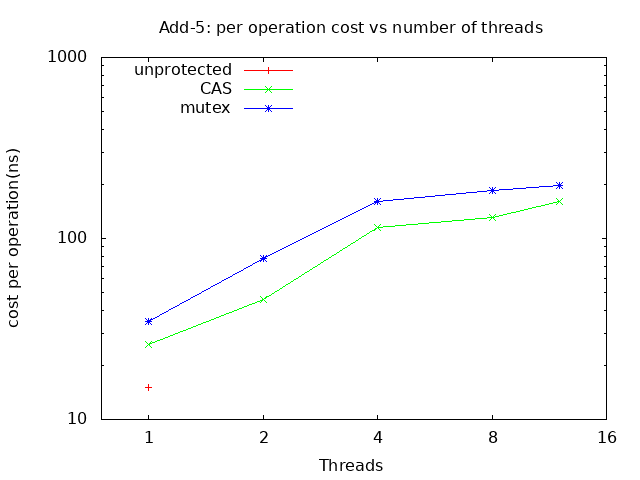 Add-5: per operation cost vs number of threads
1000
unprotected
CAS
mutex
cost per operation(ns)
100
10
1 2 4 8 16
Threads